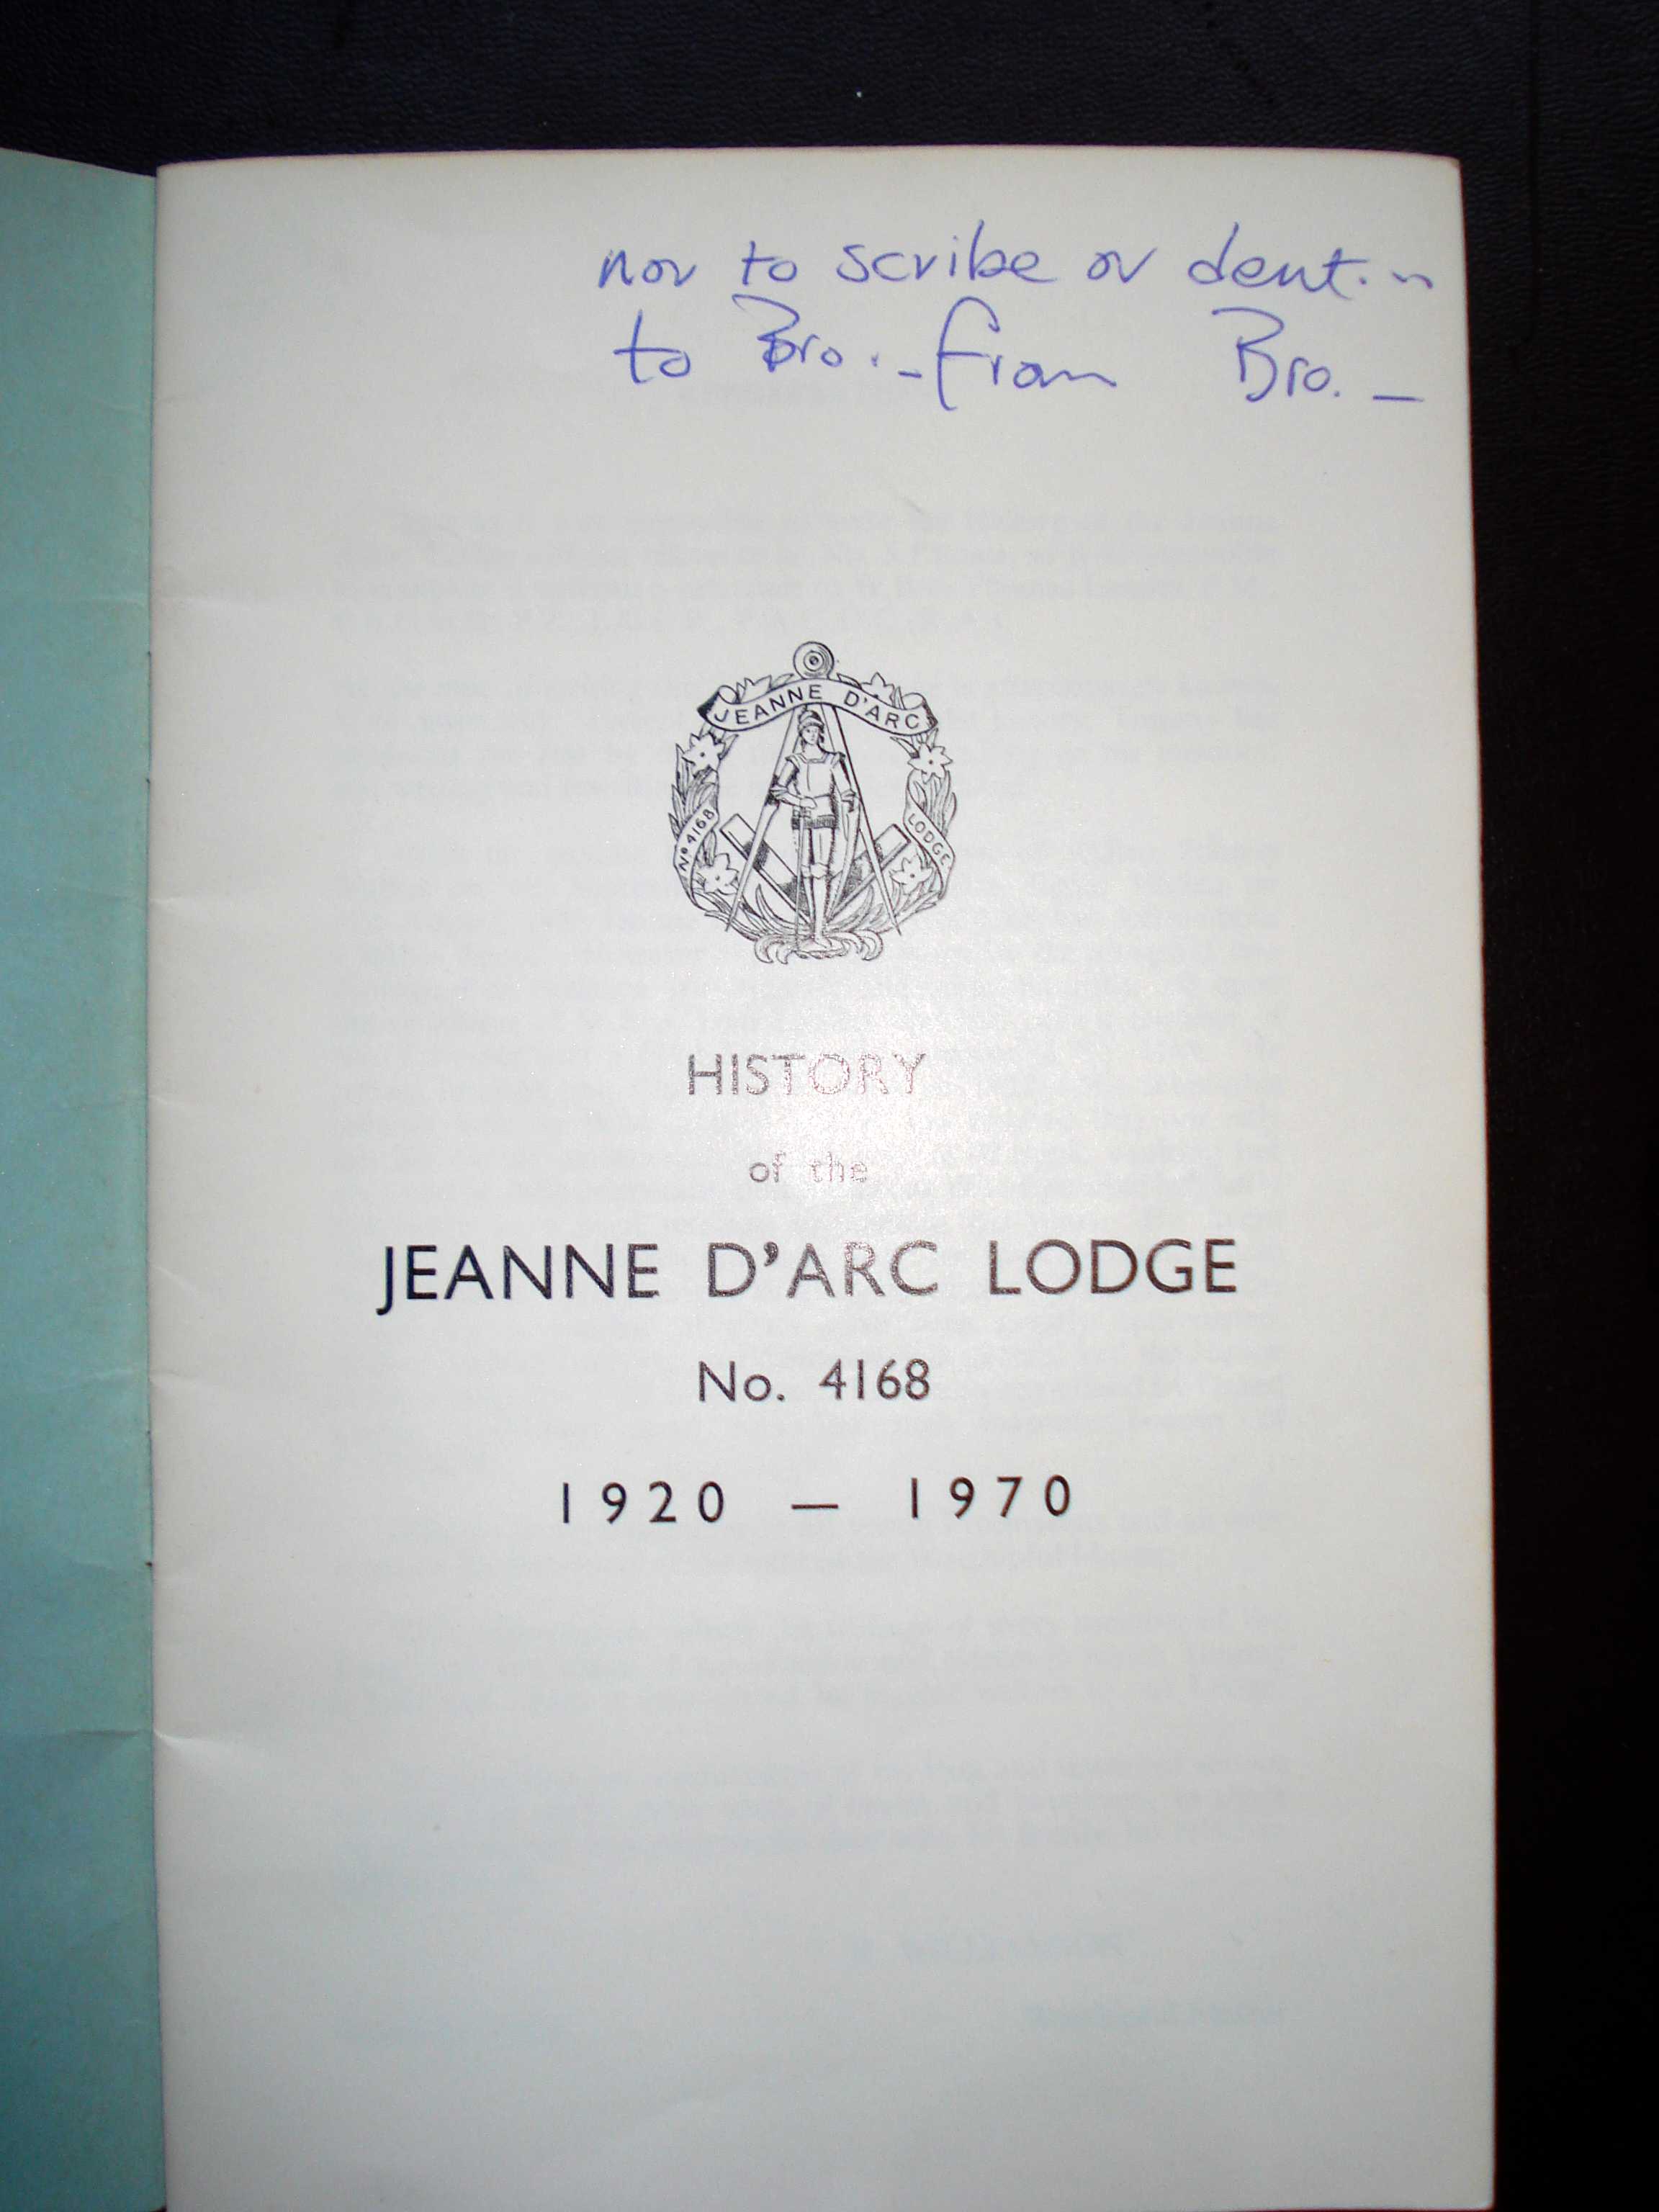 nor to scribe or dent. ..
to Bro. - from Bro. -
JEANNE D'ARC
Nº 4168
LODGE
HISTORY
of the
JEANNE D'ARC LODGE
No. 4168
1920 — 1970